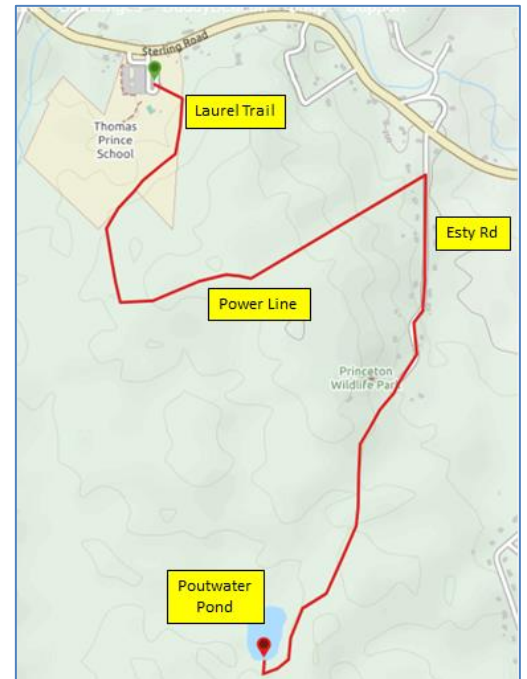 Sterling Road
Laurel Trail
Thomas
Prince
School
Esty Rd
Power Line
Princeton
Wildlife Park
Poutwater
Pond